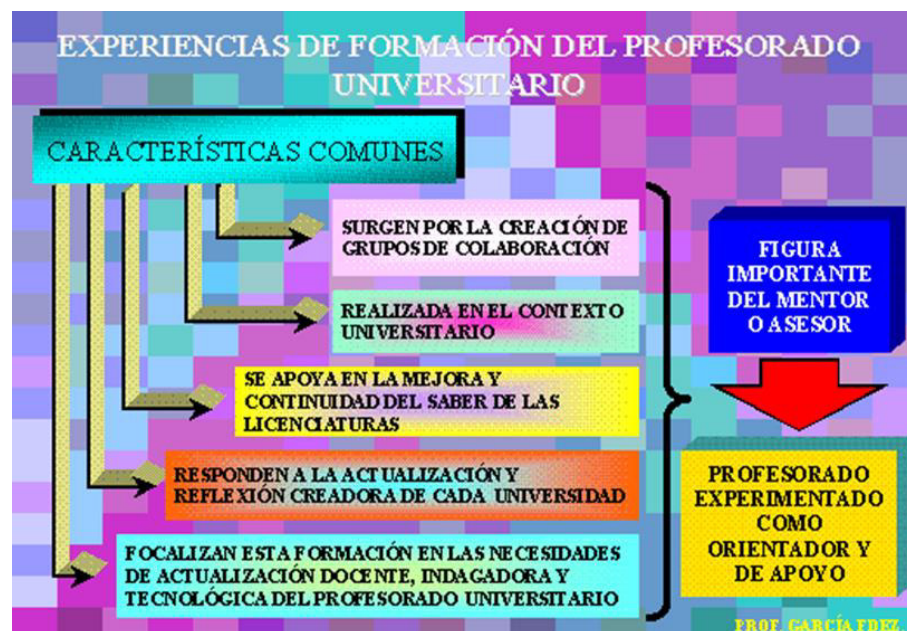 EXPERIENCIAS DE FORMACIÓN DEL PROFESORADO
UNIVERSITARIO
CARACTERÍSTICAS COMUNES
SURGEN POR LA CREACIÓN DE
GRUPOS DE COLABORACIÓN
REALIZADA EN EL CONTEXTO
UNIVERSITARIO
SE APOYA EN LA MEJORA Y
CONTINUIDAD DEL SABER DE LAS
LICENCIATURAS
RESPONDEN A LA ACTUALIZACIÓN Y
REFLEXIÓN CREADORA DE CADA UNIVERSIDAD
FOCALIZAN ESTA FORMACIÓN EN LAS NECESIDADES
DE ACTUALIZACIÓN DOCENTE, INDAGADORA Y
TECNOLÓGICA DEL PROFESORADO UNIVERSITARIO
FIGURA
IMPORTANTE
DEL MENTOR
O ASESOR
PROFESORADO
EXPERIMENTADO
COMO
ORIENTADOR Y
DE APOYO
PROF. GARCÍA FDEZ